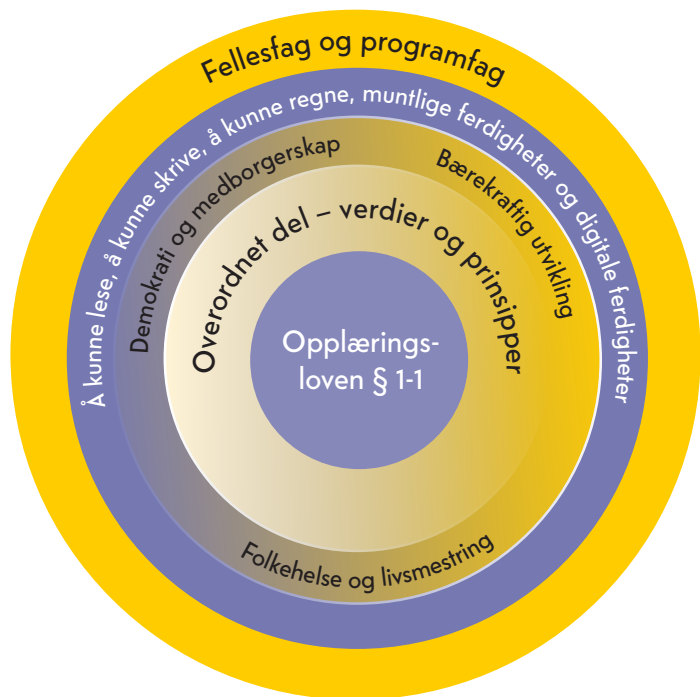 Fellesfag og programfag
Å kunne lese, å kunne skrive, å kunne regne, muntlige ferdigheter og digitale ferdigheter
Demokrati og medborgerskap
Bærekraftig utvikling
Overordnet del – verdier og prinsipper
Opplærings-
loven § 1-1
Folkehelse og livsmestring